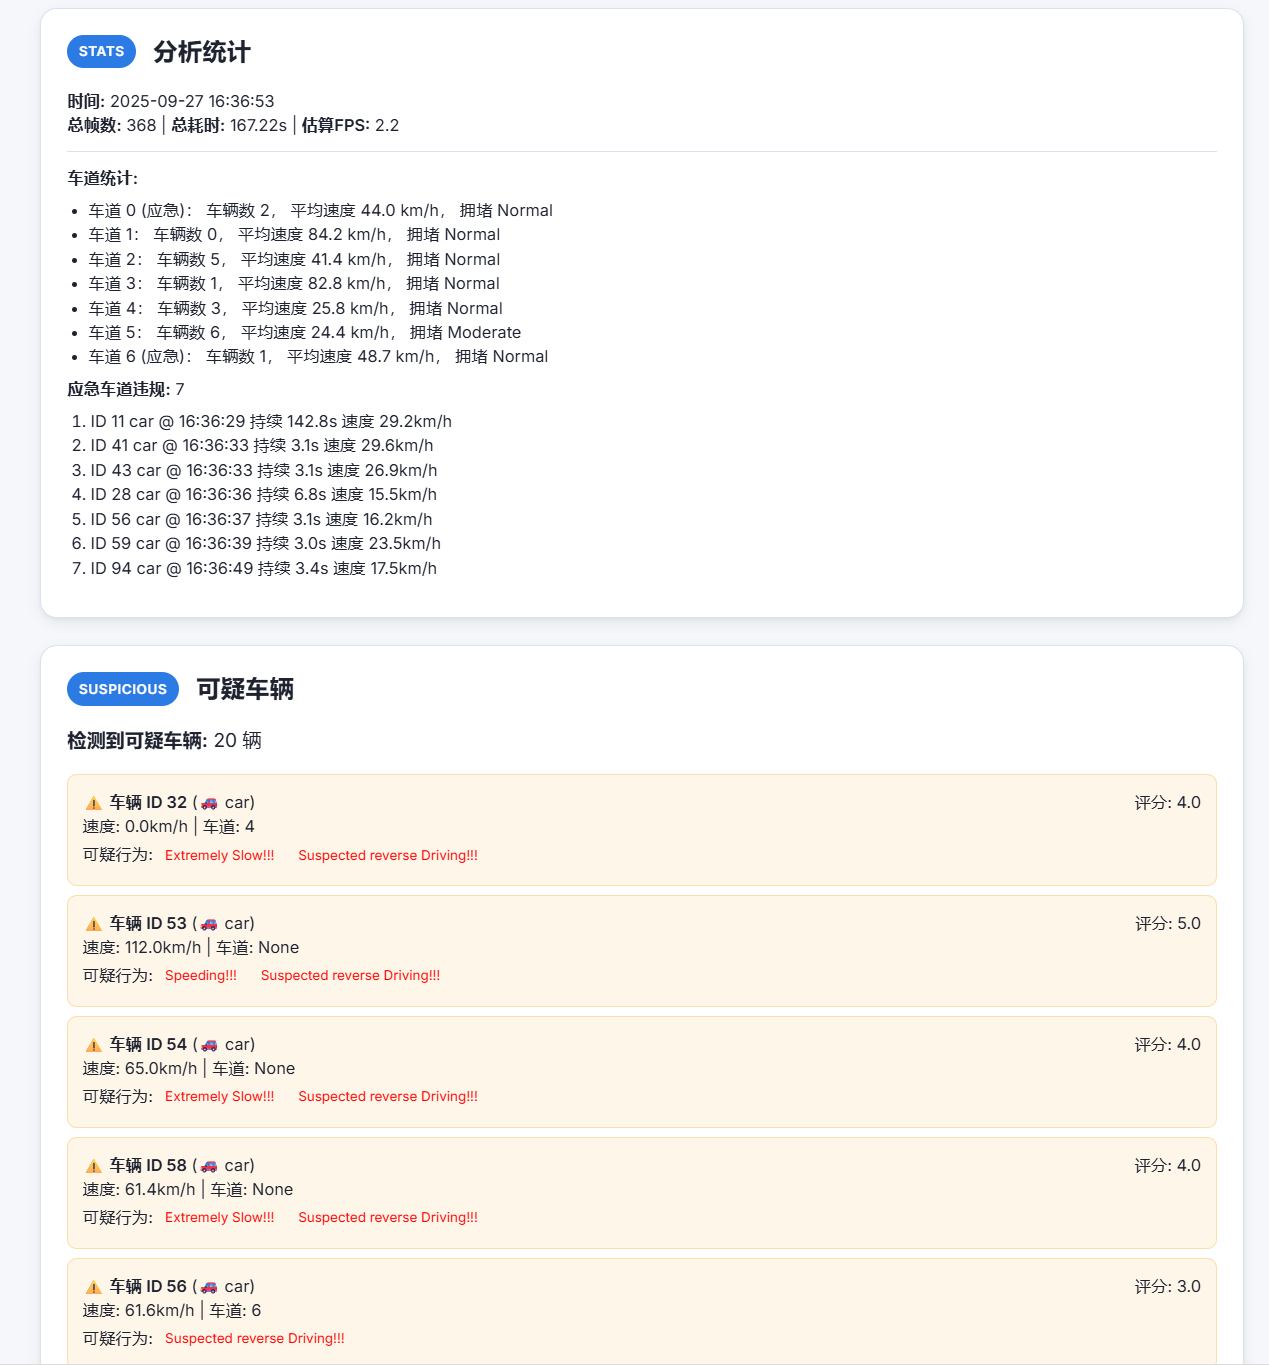 STATS 分析统计
时间: 2025-09-27 16:36:53
总帧数: 368 | 总耗时: 167.22s | 估算FPS: 2.2
车道统计:
• 车道 0 (应急)： 车辆数 2， 平均速度 44.0 km/h， 拥堵 Normal
• 车道 1： 车辆数 0， 平均速度 84.2 km/h， 拥堵 Normal
• 车道 2： 车辆数 5， 平均速度 41.4 km/h， 拥堵 Normal
• 车道 3： 车辆数 1， 平均速度 82.8 km/h， 拥堵 Normal
• 车道 4： 车辆数 3， 平均速度 25.8 km/h， 拥堵 Normal
• 车道 5： 车辆数 6， 平均速度 24.4 km/h， 拥堵 Moderate
• 车道 6 (应急)： 车辆数 1， 平均速度 48.7 km/h， 拥堵 Normal
应急车道违规: 7
1. ID 11 car @ 16:36:29 持续 142.8s 速度 29.2km/h
2. ID 41 car @ 16:36:33 持续 3.1s 速度 29.6km/h
3. ID 43 car @ 16:36:33 持续 3.1s 速度 26.9km/h
4. ID 28 car @ 16:36:36 持续 6.8s 速度 15.5km/h
5. ID 56 car @ 16:36:37 持续 3.1s 速度 16.2km/h
6. ID 59 car @ 16:36:39 持续 3.0s 速度 23.5km/h
7. ID 94 car @ 16:36:49 持续 3.4s 速度 17.5km/h
SUSPICIOUS 可疑车辆
检测到可疑车辆: 20 辆
⚠️ 车辆 ID 32 (🚗 car) 评分: 4.0
速度: 0.0km/h | 车道: 4
可疑行为: Extremely Slow!!! Suspected reverse Driving!!!
⚠️ 车辆 ID 53 (🚗 car) 评分: 5.0
速度: 112.0km/h | 车道: None
可疑行为: Speeding!!! Suspected reverse Driving!!!
⚠️ 车辆 ID 54 (🚗 car) 评分: 4.0
速度: 65.0km/h | 车道: None
可疑行为: Extremely Slow!!! Suspected reverse Driving!!!
⚠️ 车辆 ID 58 (🚗 car) 评分: 4.0
速度: 61.4km/h | 车道: None
可疑行为: Extremely Slow!!! Suspected reverse Driving!!!
⚠️ 车辆 ID 56 (🚗 car) 评分: 3.0
速度: 61.6km/h | 车道: 6
可疑行为: Suspected reverse Driving!!!